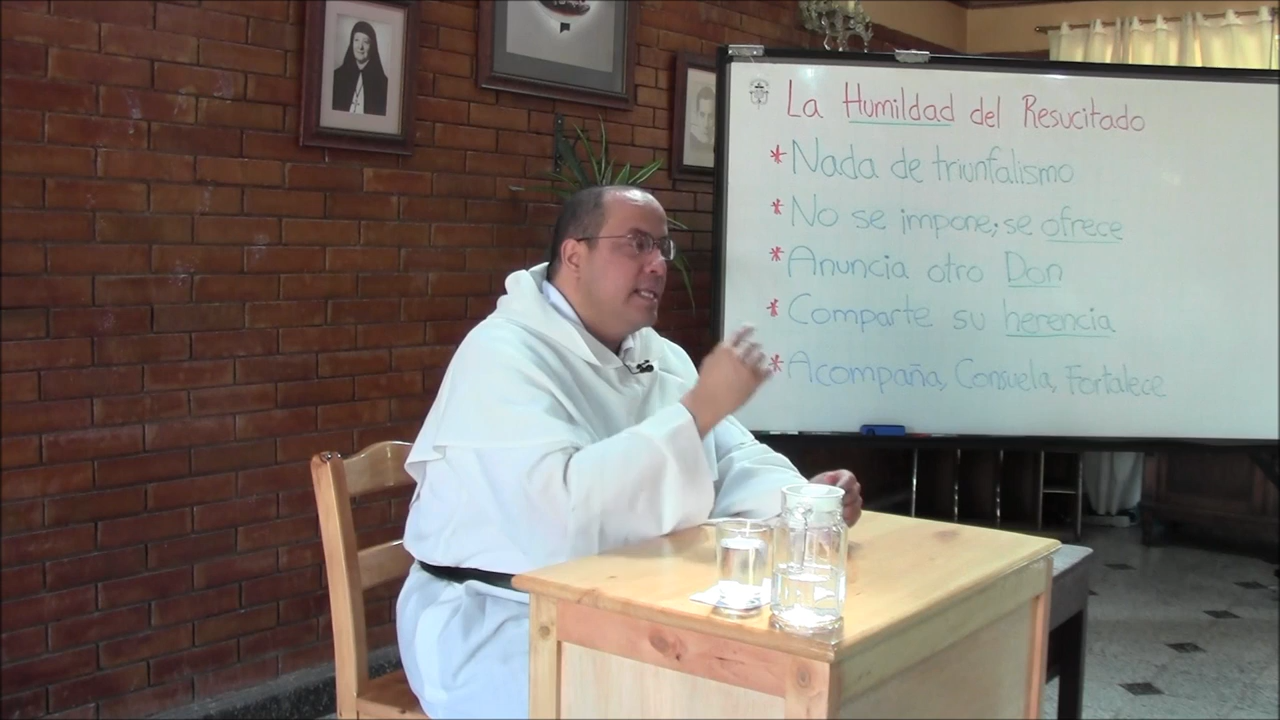 La Humildad del Resucitado
* Nada de triunfalismo
* No se impone; se ofrece
* Anuncia otro Don
* Comparte su herencia
* Acompaña, Consuela, Fortalece